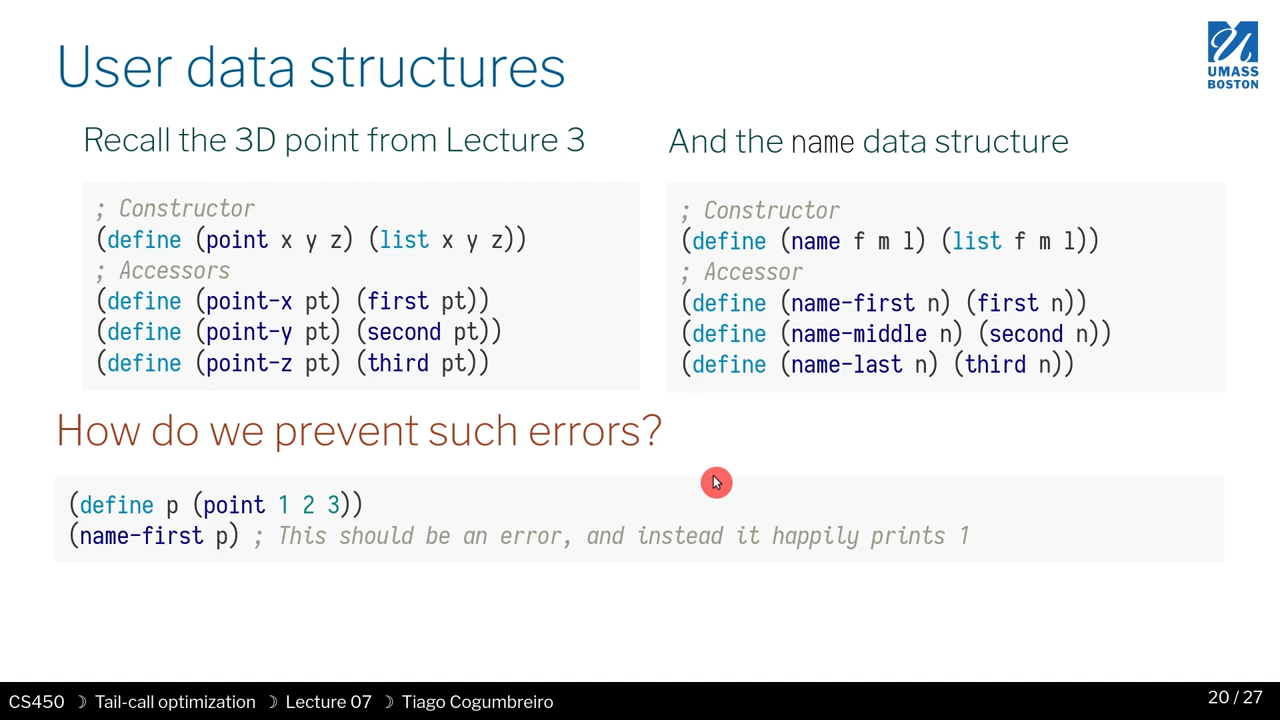 User data structures
UMASS
BOSTON
Recall the 3D point from Lecture 3
; Constructor
(define (point x y z) (list x y z))
; Accessors
(define (point-x pt) (first pt))
(define (point-y pt) (second pt))
(define (point-z pt) (third pt))
And the name data structure
; Constructor
(define (name f m l) (list f m l))
; Accessor
(define (name-first n) (first n))
(define (name-middle n) (second n))
(define (name-last n) (third n))
How do we prevent such errors?
(define p (point 1 2 3))
(name-first p) ; This should be an error, and instead it happily prints 1
CS450 ☽ Tail-call optimization ☽ Lecture 07 ☽ Tiago Cogumbreiro
20 / 27